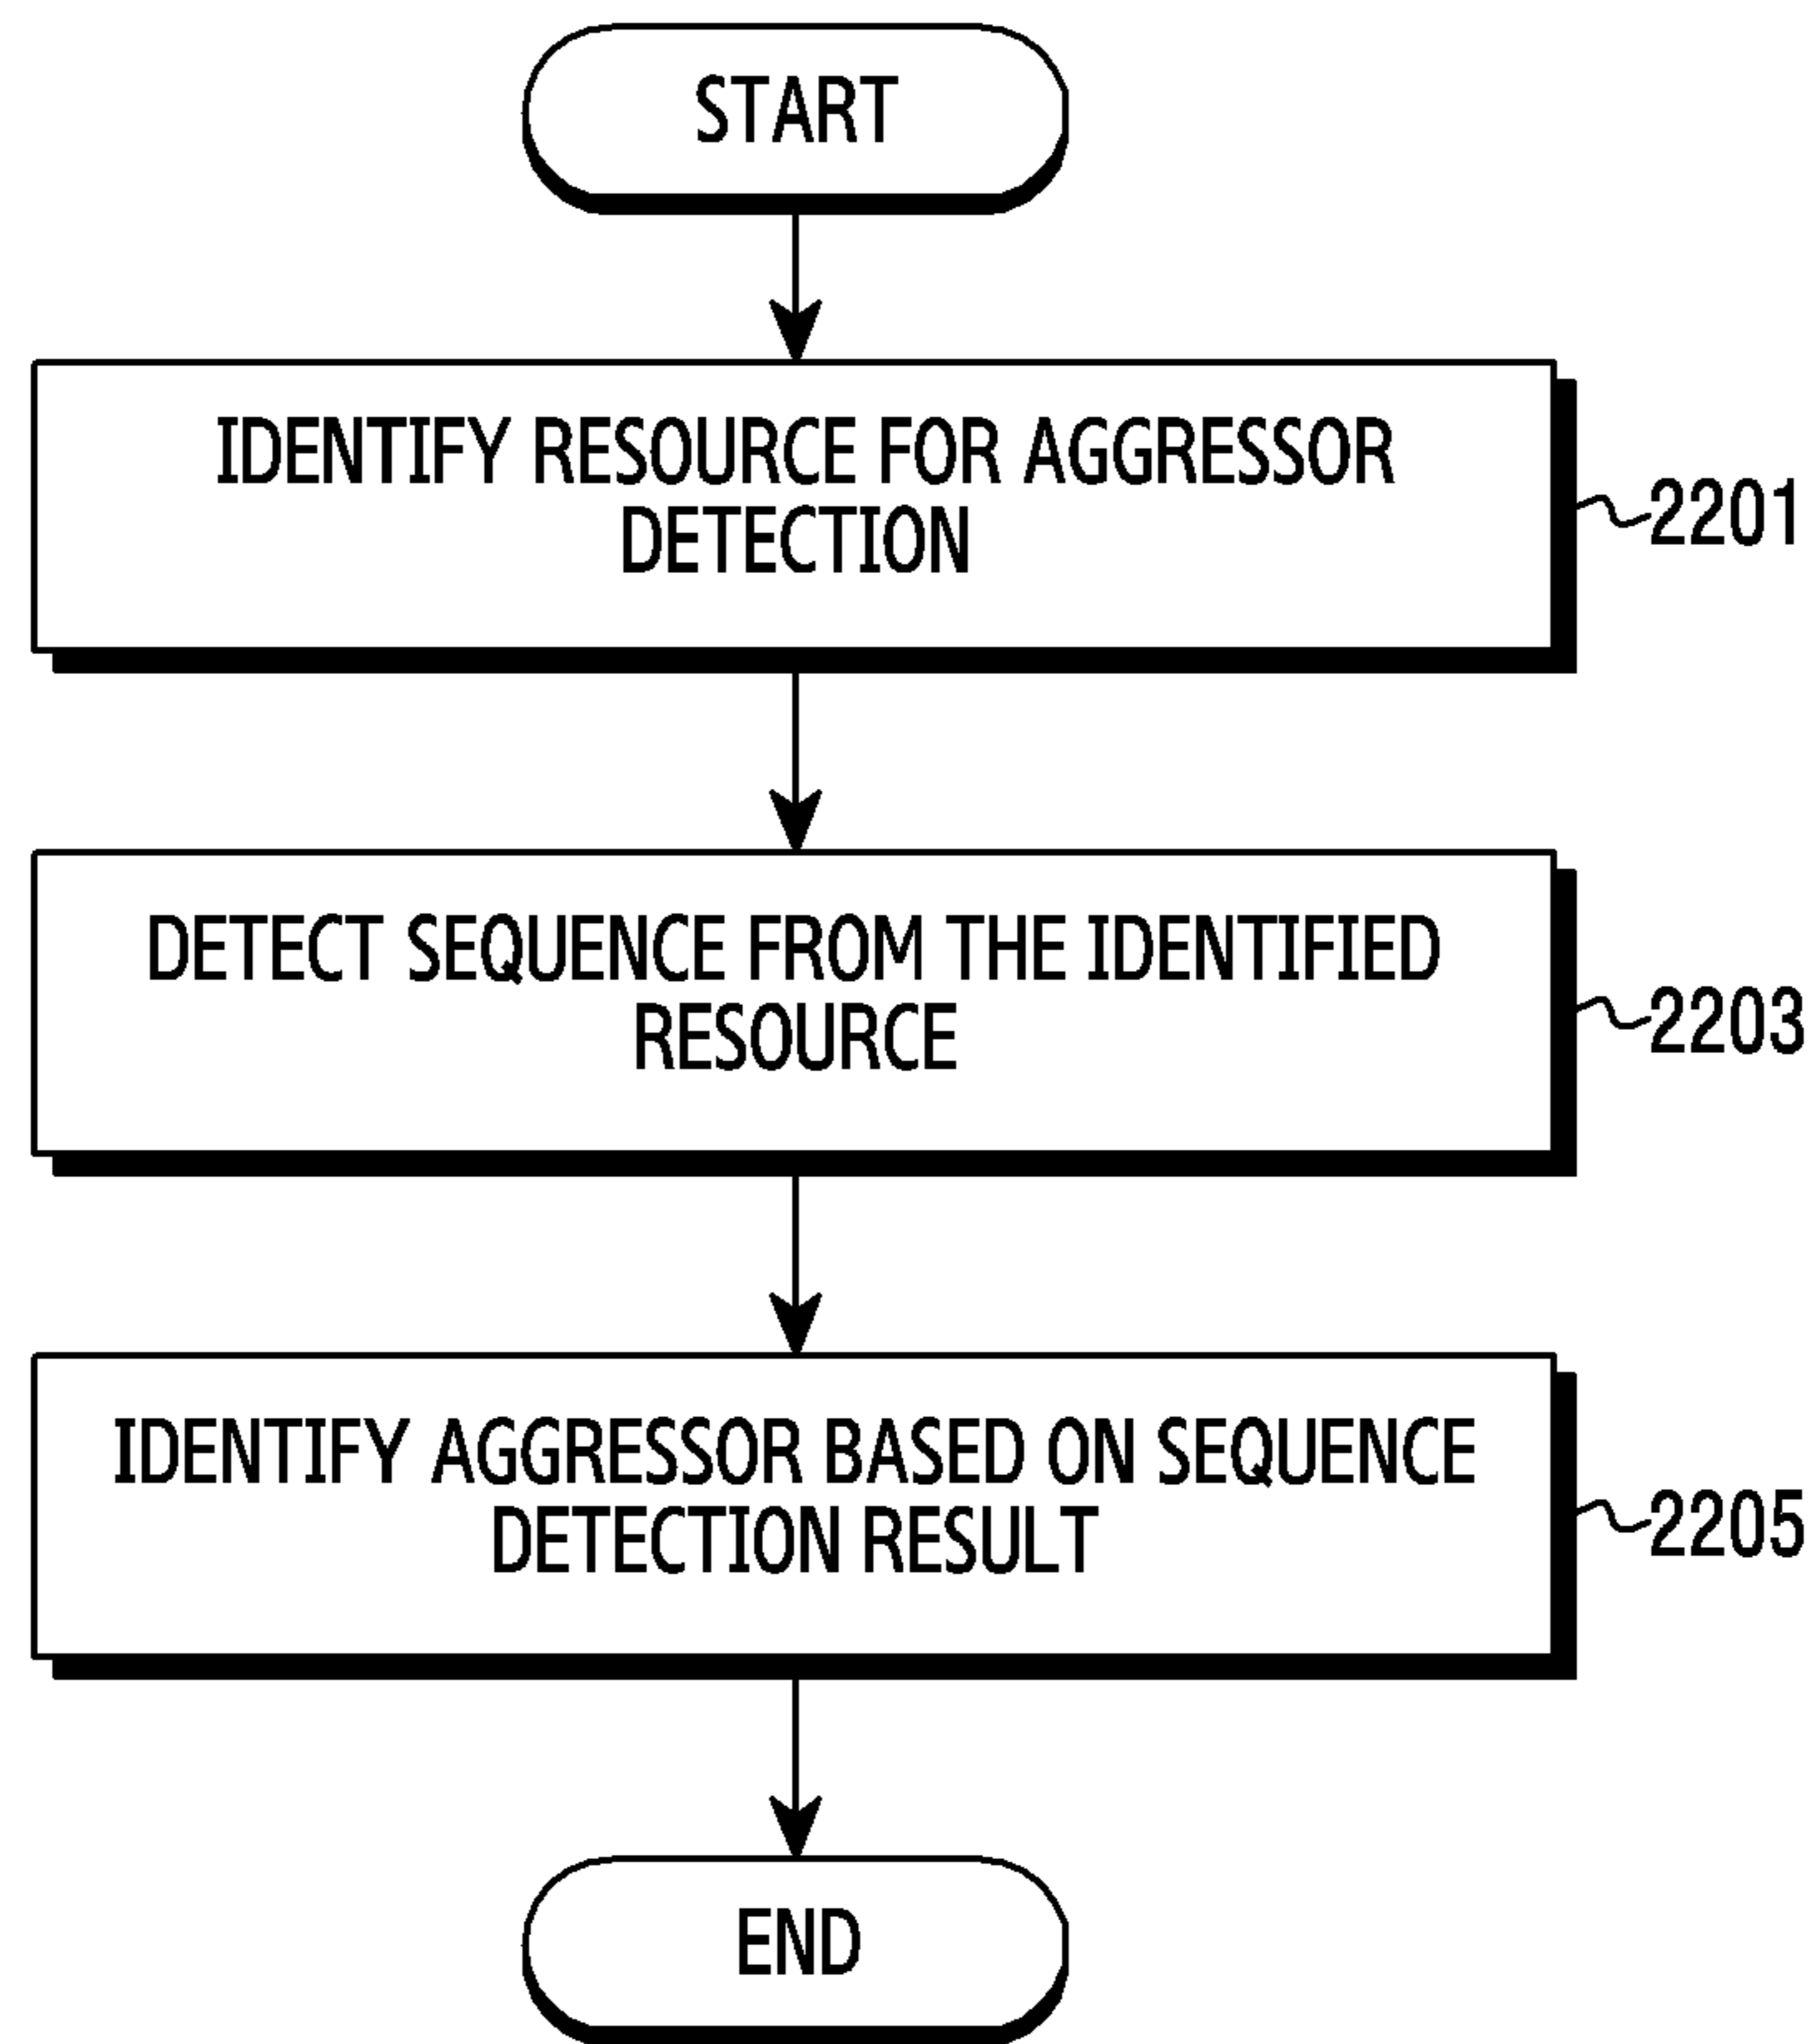 START
IDENTIFY RESOURCE FOR AGGRESSOR
DETECTION
2201
DETECT SEQUENCE FROM THE IDENTIFIED
RESOURCE
2203
IDENTIFY AGGRESSOR BASED ON SEQUENCE
DETECTION RESULT
2205
END